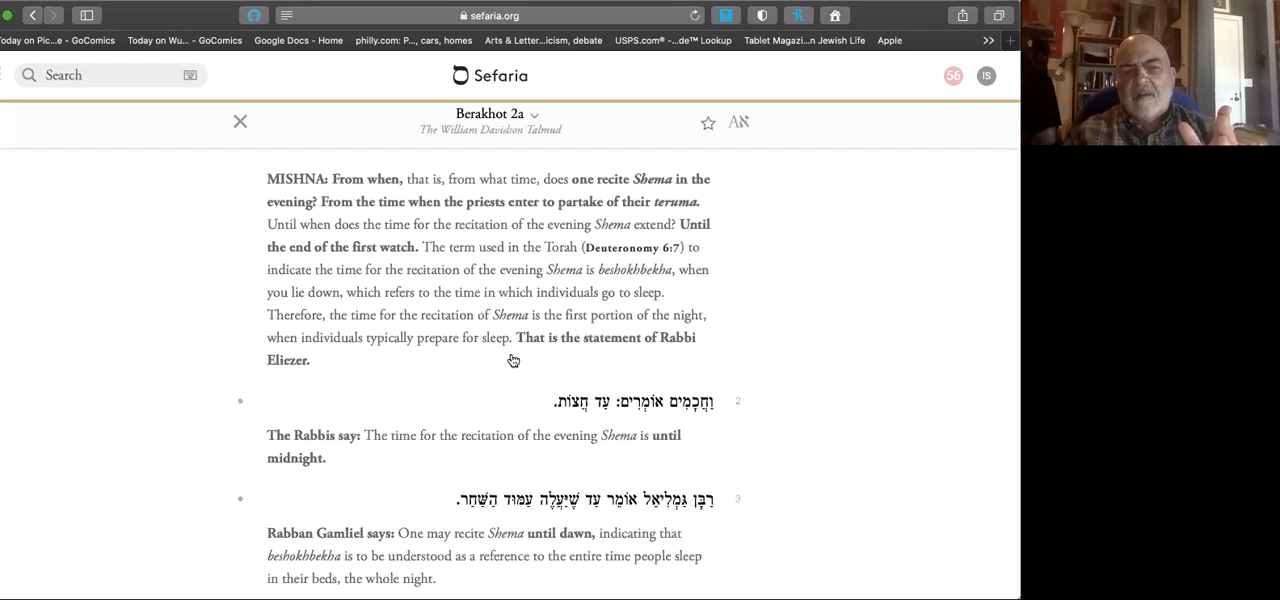 sefaria.org
oday on Pic...e - GoComics Today on Wu... - GoComics Google Docs - Home philly.com: P..., cars, homes Arts & Letter...icism, debate USPS.com® -...de™ Lookup Tablet Magazi...n Jewish Life Apple
Search Sefaria 56 IS
Berakhot 2a
The William Davidson Talmud
Aא
MISHNA: From when, that is, from what time, does one recite Shema in the
evening? From the time when the priests enter to partake of their teruma.
Until when does the time for the recitation of the evening Shema extend? Until
the end of the first watch. The term used in the Torah (Deuteronomy 6:7) to
indicate the time for the recitation of the evening Shema is beshokhbekha, when
you lie down, which refers to the time in which individuals go to sleep.
Therefore, the time for the recitation of Shema is the first portion of the night,
when individuals typically prepare for sleep. That is the statement of Rabbi
Eliezer.
וַחֲכָמִים אוֹמְרִים: עַד חֲצוֹת. 2
The Rabbis say: The time for the recitation of the evening Shema is until
midnight.
רַבָּן גַּמְלִיאֵל אוֹמֵר עַד שֶׁיַּעֲלֶה עַמּוּד הַשַּׁחַר. 3
Rabban Gamliel says: One may recite Shema until dawn, indicating that
beshokhbekha is to be understood as a reference to the entire time people sleep
in their beds, the whole night.